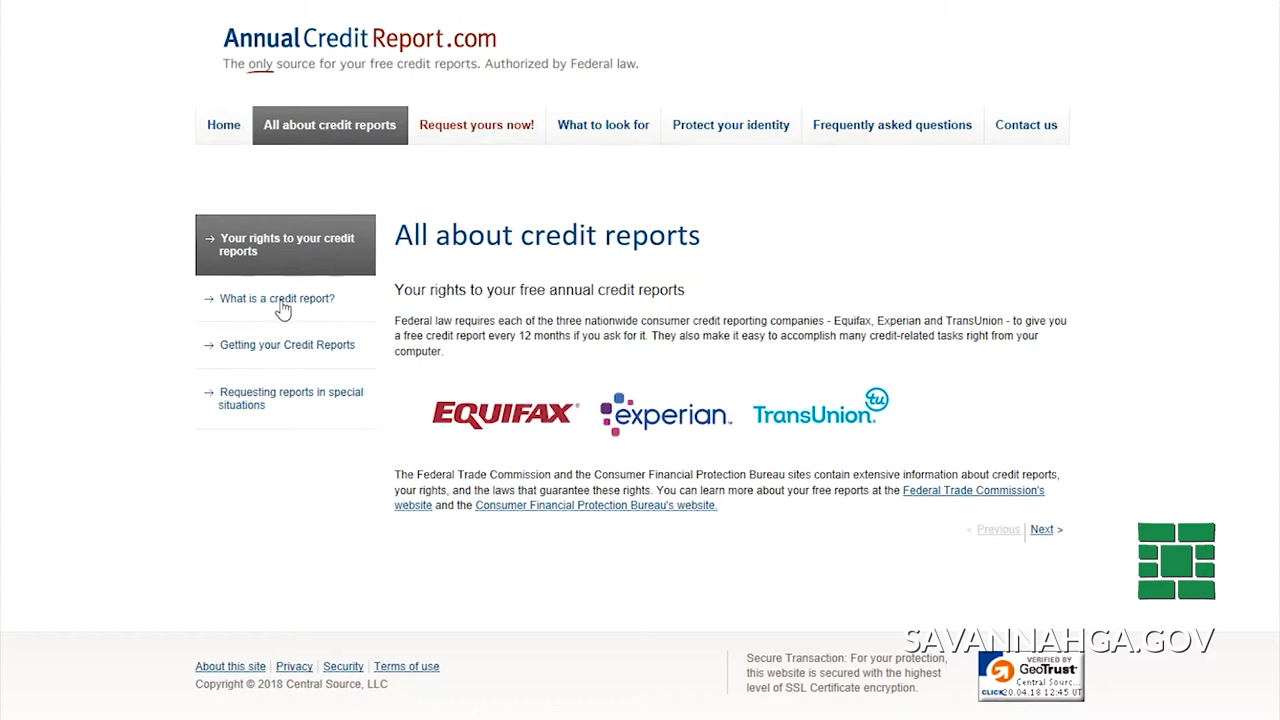 AnnualCreditReport.com
The only source for your free credit reports. Authorized by Federal law.
Home
All about credit reports
Request yours now!
What to look for
Protect your identity
Frequently asked questions
Contact us
→ Your rights to your credit
reports
→ What is a credit report?
→ Getting your Credit Reports
→ Requesting reports in special
situations
All about credit reports
Your rights to your free annual credit reports
Federal law requires each of the three nationwide consumer credit reporting companies - Equifax, Experian and TransUnion - to give you
a free credit report every 12 months if you ask for it. They also make it easy to accomplish many credit-related tasks right from your
computer.
EQUIFAX®
experian™
TransUnion® tu
The Federal Trade Commission and the Consumer Financial Protection Bureau sites contain extensive information about credit reports,
your rights, and the laws that guarantee these rights. You can learn more about your free reports at the Federal Trade Commission's
website and the Consumer Financial Protection Bureau's website.
< Previous | Next >
SAVANNAHGA.GOV
About this site | Privacy | Security | Terms of use
Copyright © 2018 Central Source, LLC
Secure Transaction: For your protection,
this website is secured with the highest
level of SSL Certificate encryption.
VERIFIED BY
GeoTrust
Central Sourc...
CLICK 20.04.18 12:45 UT